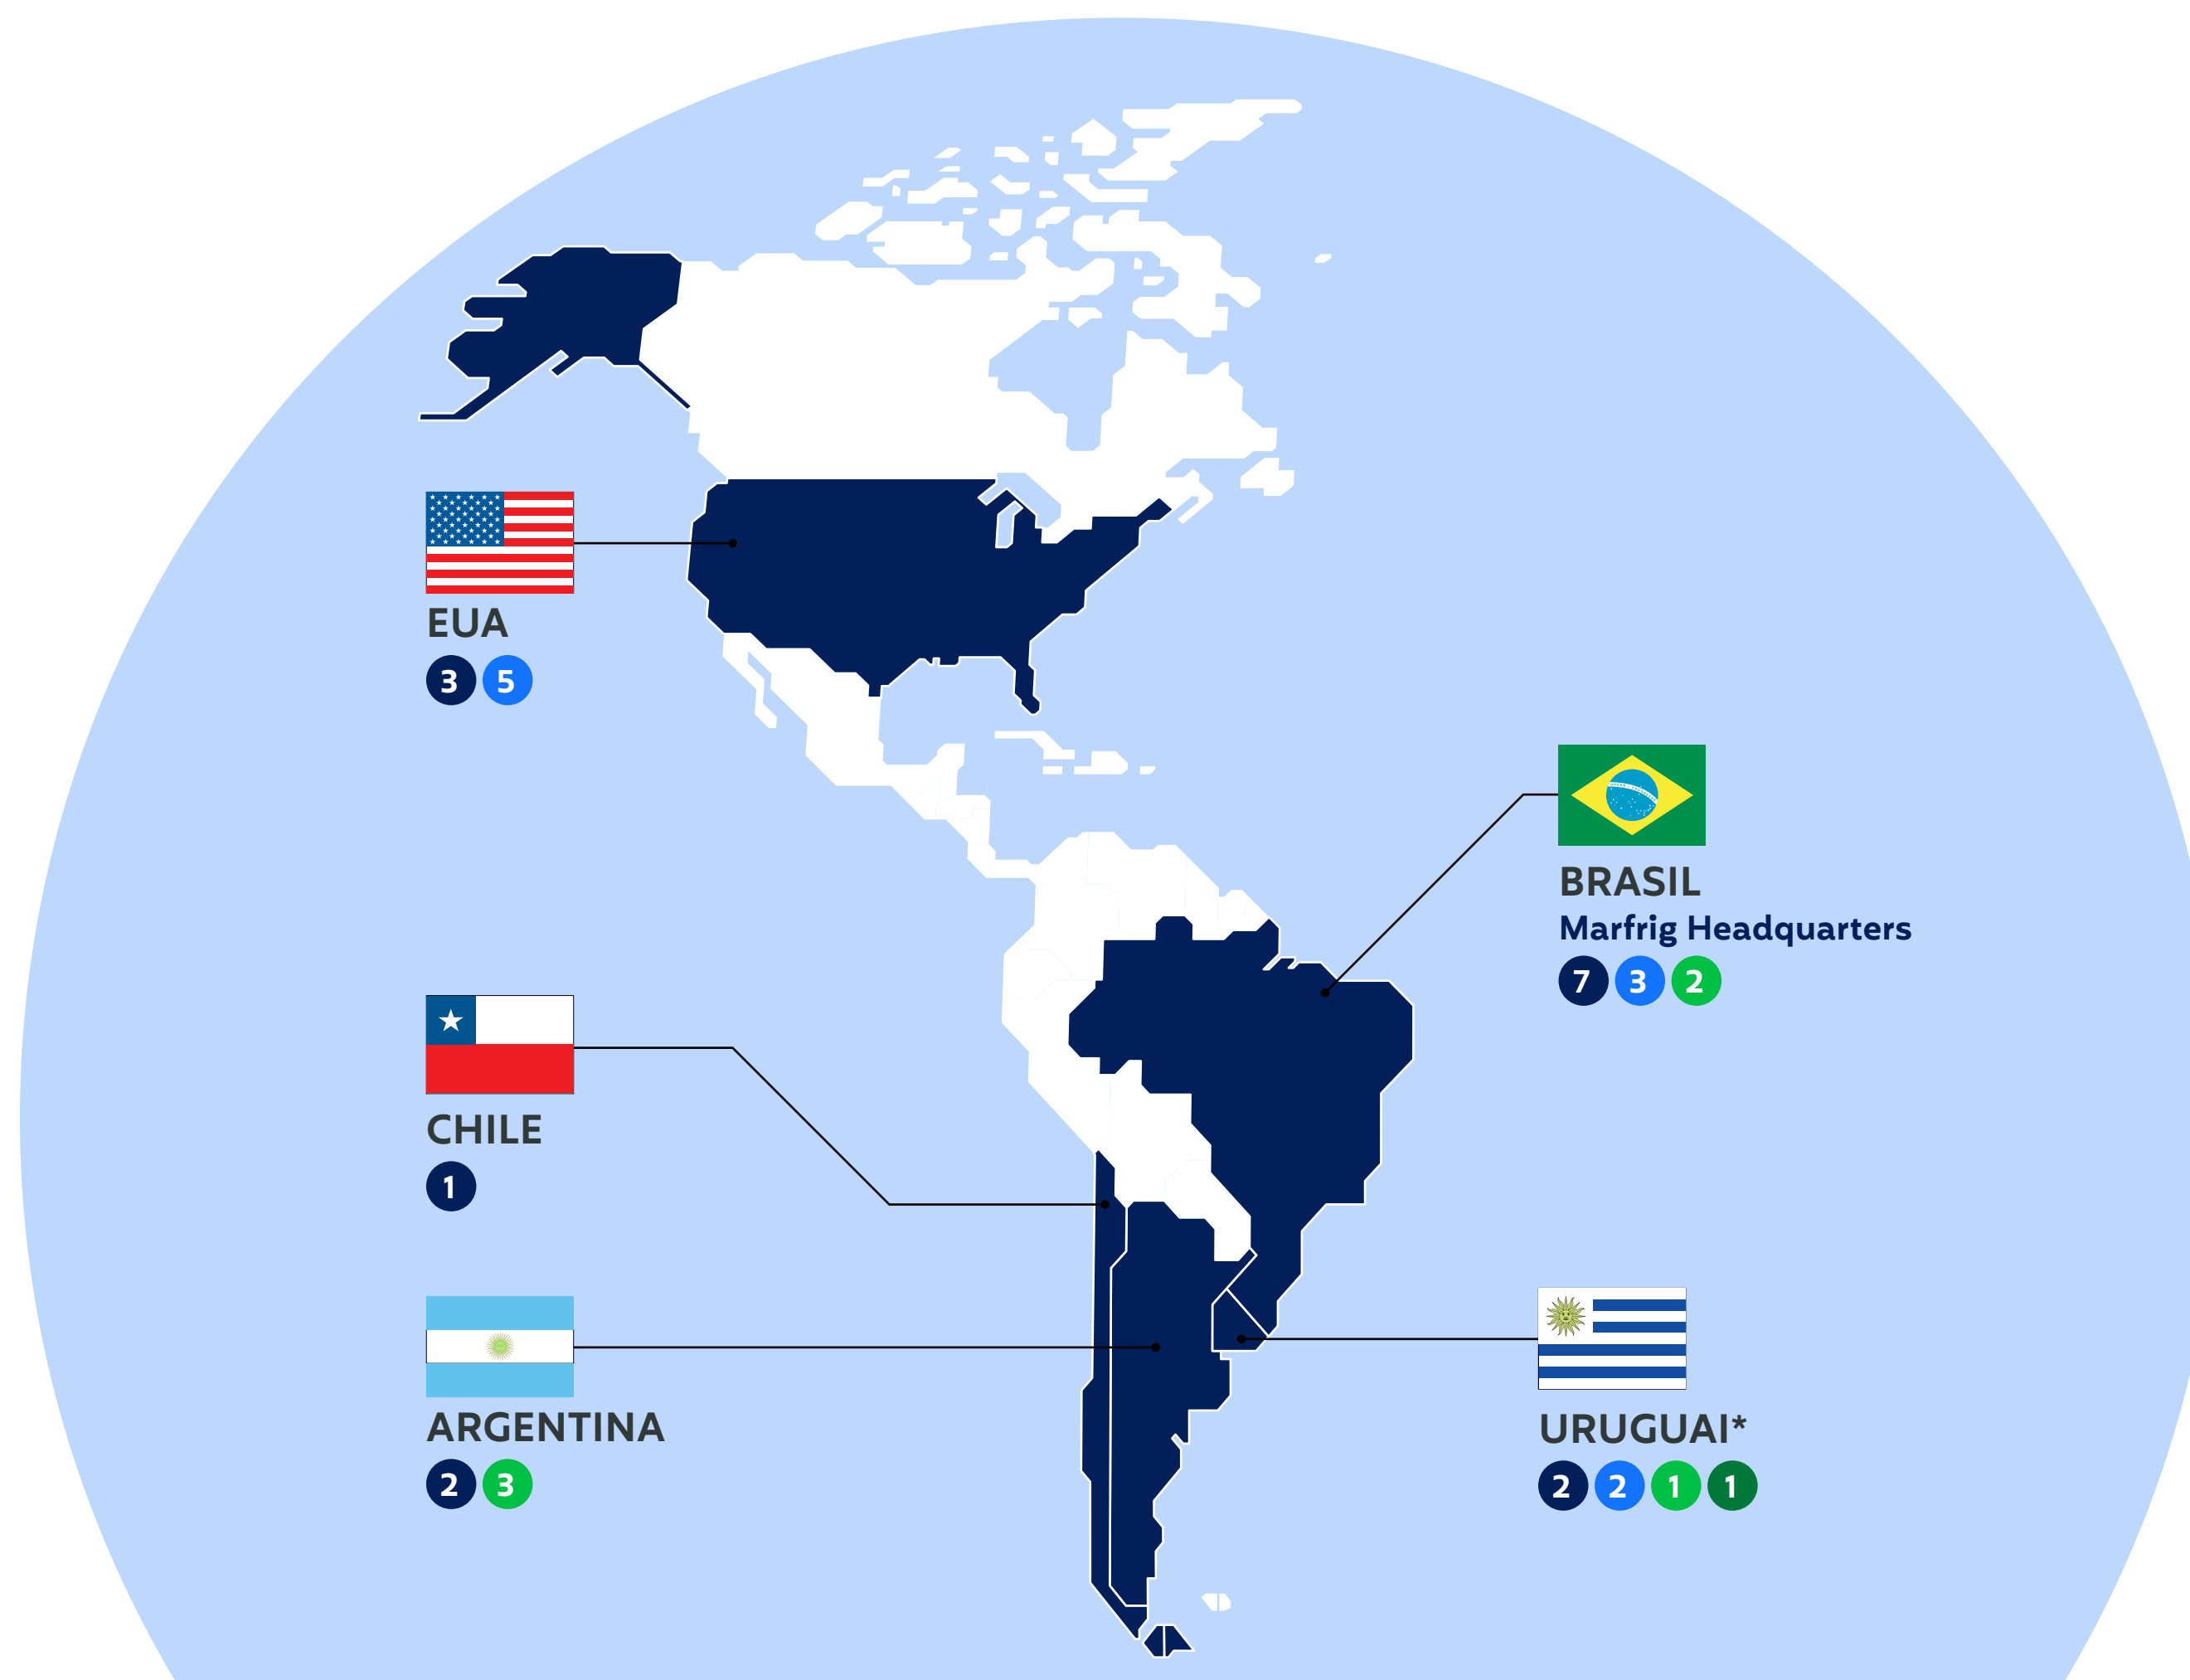 EUA
3 5
BRASIL
Marfrig Headquarters
7 3 2
CHILE
1
ARGENTINA
2 3
URUGUAI*
2 2 1 1